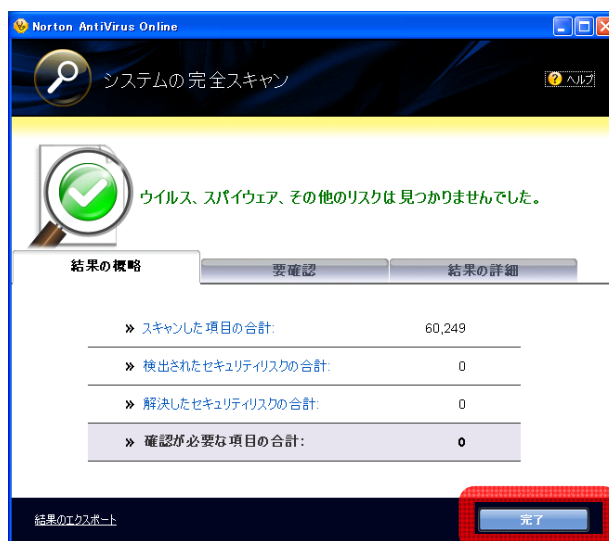 Norton AntiVirus Online
システムの完全スキャン
ヘルプ
ウイルス、スパイウェア、その他のリスクは見つかりませんでした。
結果の概略 要確認 結果の詳細
» スキャンした項目の合計: 60,249
» 検出されたセキュリティリスクの合計: 0
» 解決したセキュリティリスクの合計: 0
» 確認が必要な項目の合計: 0
結果のエクスポート 完了